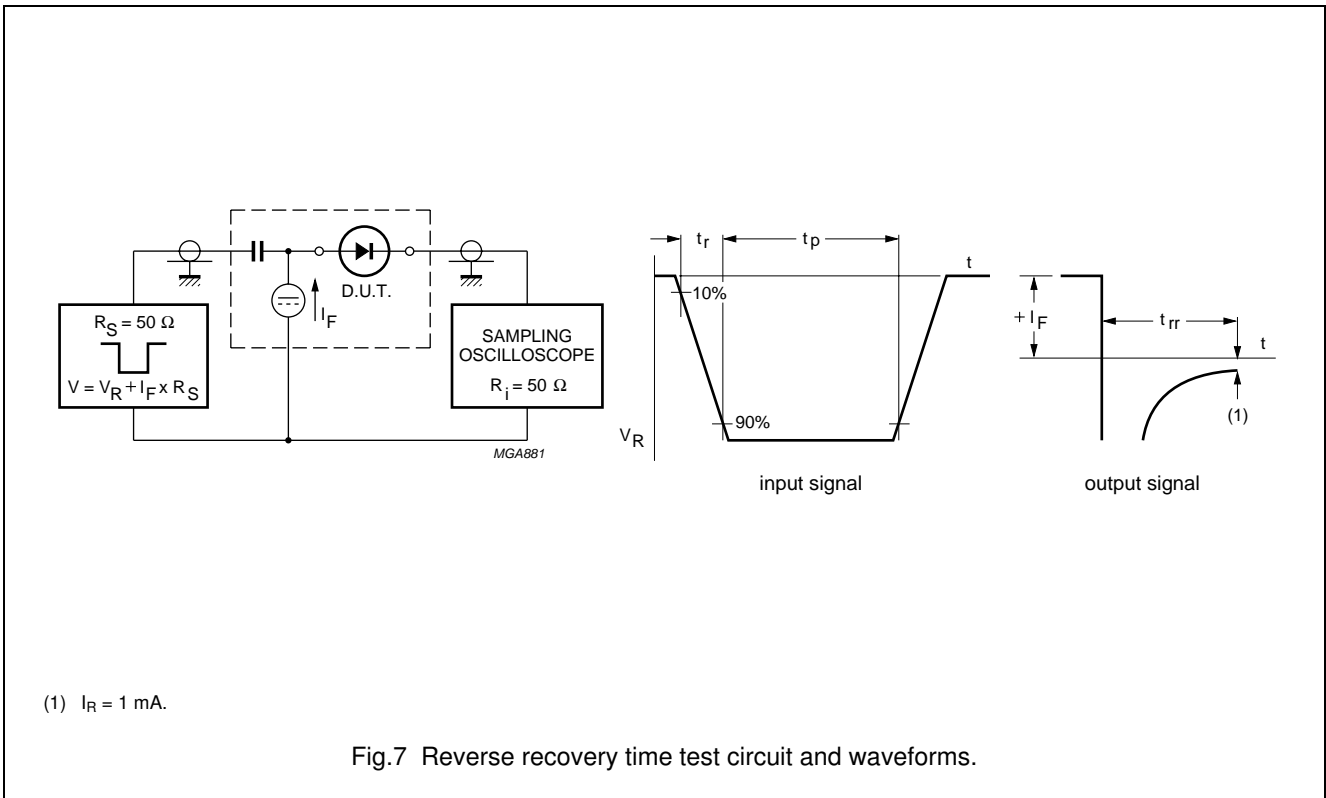 R_S = 50 Ω
V = V_R + I_F x R_S
I_F
D.U.T.
SAMPLING
OSCILLOSCOPE
R_i = 50 Ω
MGA881
t_r
t_p
t
10%
90%
V_R
input signal
+ I_F
t_rr
t
(1)
output signal
(1) I_R = 1 mA.
Fig.7 Reverse recovery time test circuit and waveforms.